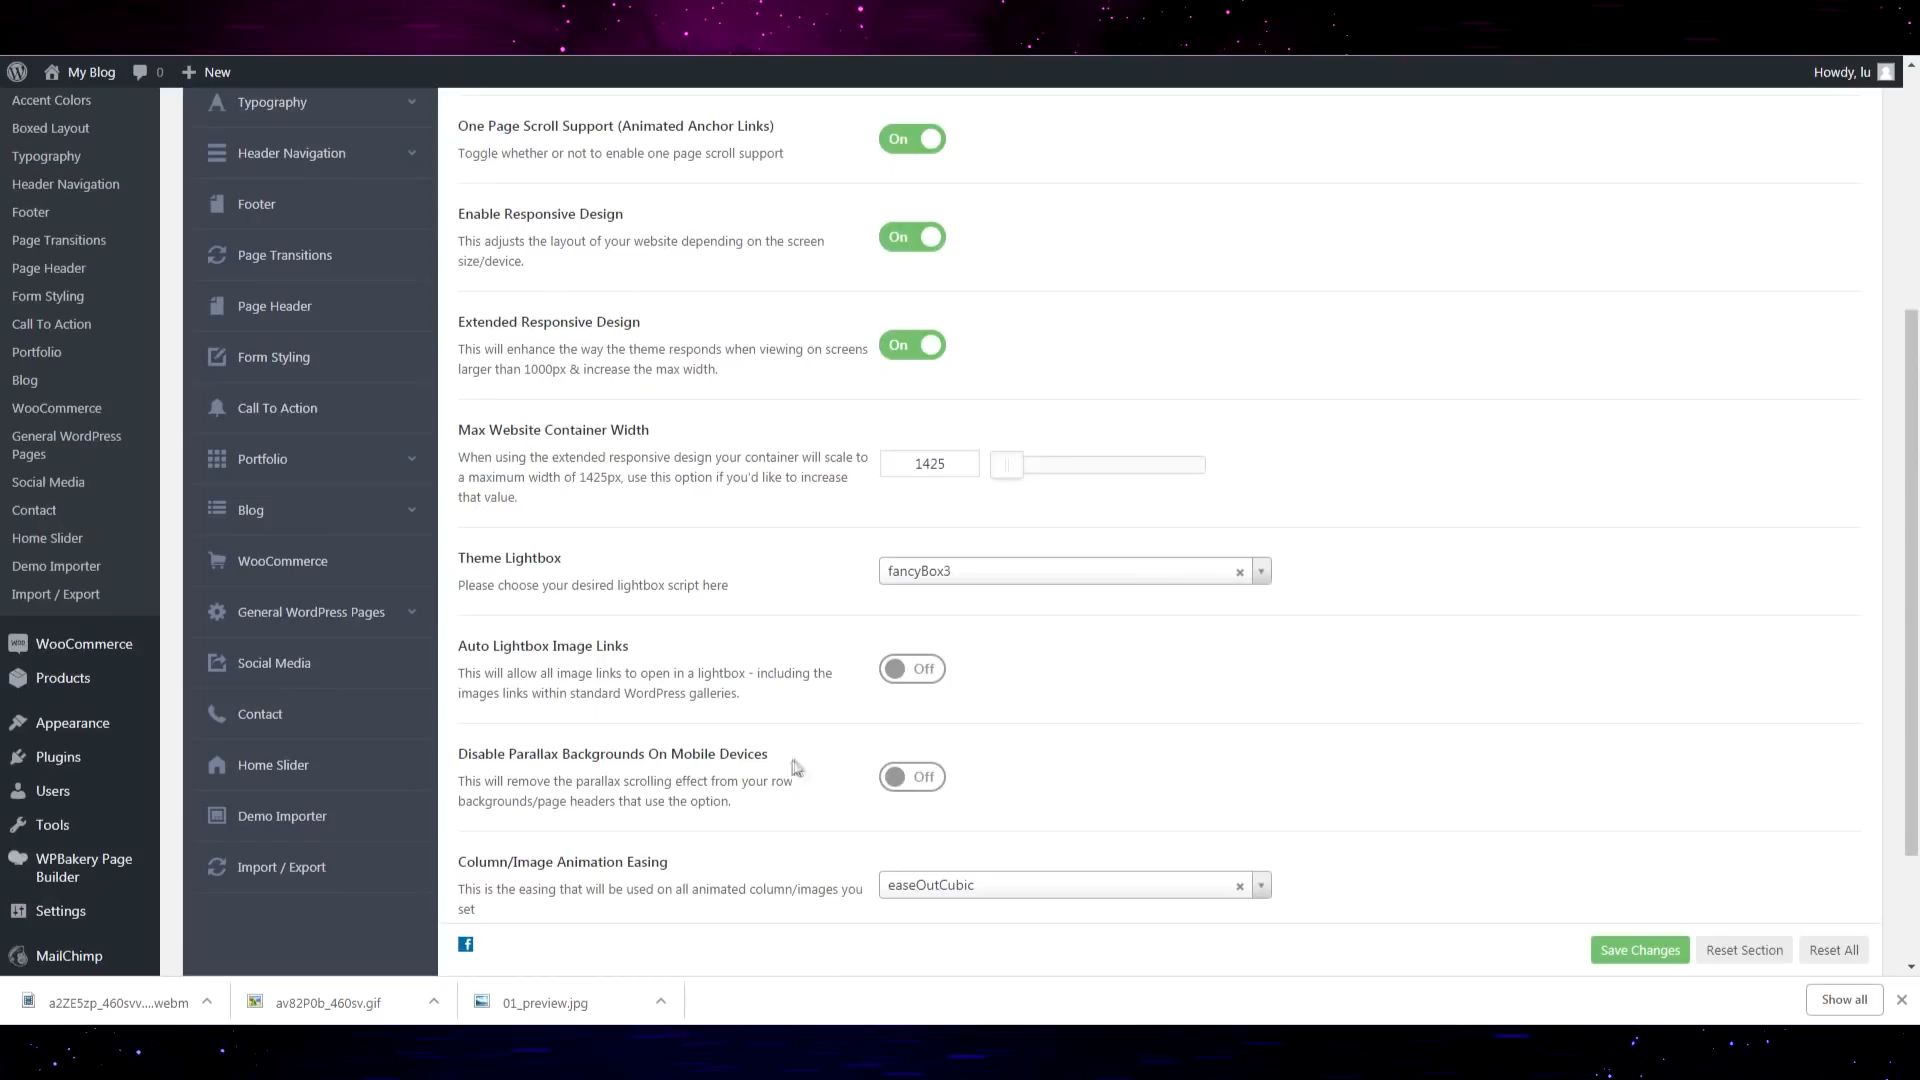 My Blog
0
New
Howdy, lu
Accent Colors
Boxed Layout
Typography
Header Navigation
Footer
Page Transitions
Page Header
Form Styling
Call To Action
Portfolio
Blog
WooCommerce
General WordPress
Pages
Social Media
Contact
Home Slider
Demo Importer
Import / Export
WooCommerce
Products
Appearance
Plugins
Users
Tools
WPBakery Page
Builder
Settings
MailChimp
Typography
Header Navigation
Footer
Page Transitions
Page Header
Form Styling
Call To Action
Portfolio
Blog
WooCommerce
General WordPress Pages
Social Media
Contact
Home Slider
Demo Importer
Import / Export
One Page Scroll Support (Animated Anchor Links)
Toggle whether or not to enable one page scroll support
On
Enable Responsive Design
This adjusts the layout of your website depending on the screen
size/device.
On
Extended Responsive Design
This will enhance the way the theme responds when viewing on screens
larger than 1000px & increase the max width.
On
Max Website Container Width
When using the extended responsive design your container will scale to
a maximum width of 1425px, use this option if you'd like to increase
that value.
1425
Theme Lightbox
Please choose your desired lightbox script here
fancyBox3
Auto Lightbox Image Links
This will allow all image links to open in a lightbox - including the
images links within standard WordPress galleries.
Off
Disable Parallax Backgrounds On Mobile Devices
This will remove the parallax scrolling effect from your row
backgrounds/page headers that use the option.
Off
Column/Image Animation Easing
This is the easing that will be used on all animated column/images you
set
easeOutCubic
Save Changes
Reset Section
Reset All
a2ZE5zp_460svv....webm
av82P0b_460sv.gif
01_preview.jpg
Show all